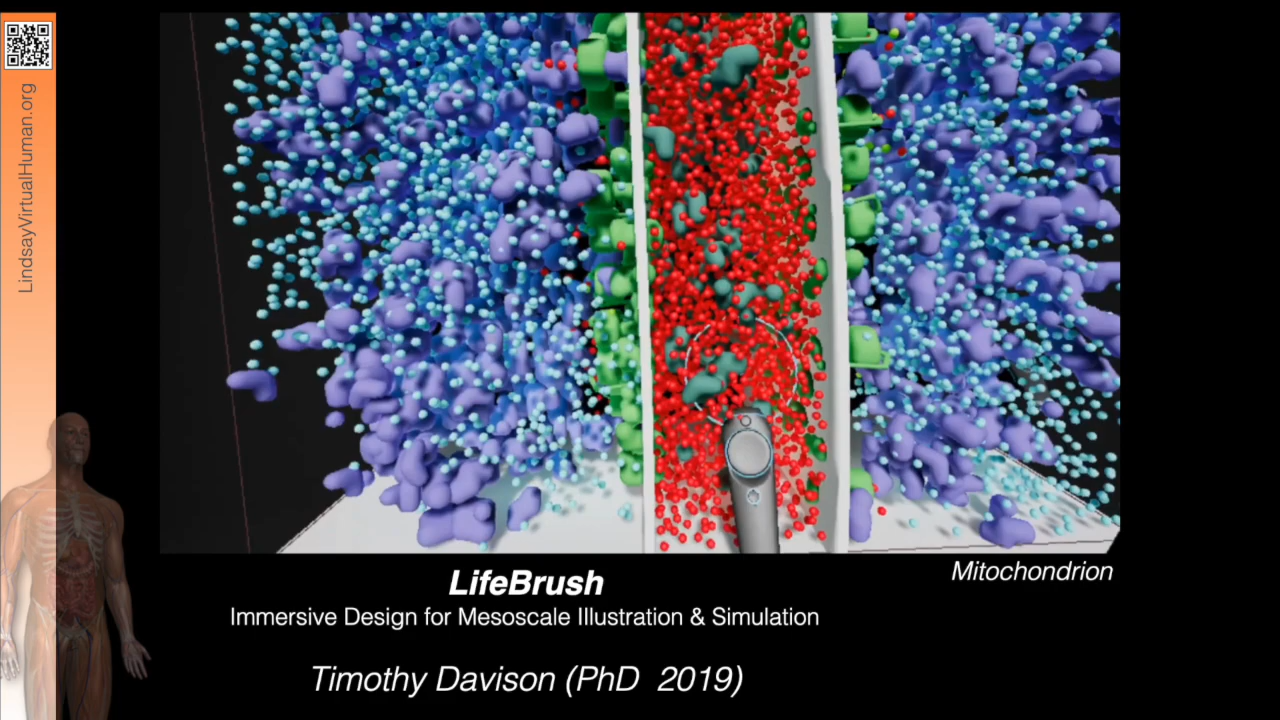 LindsayVirtualHuman.org
Mitochondrion
LifeBrush
Immersive Design for Mesoscale Illustration & Simulation
Timothy Davison (PhD 2019)